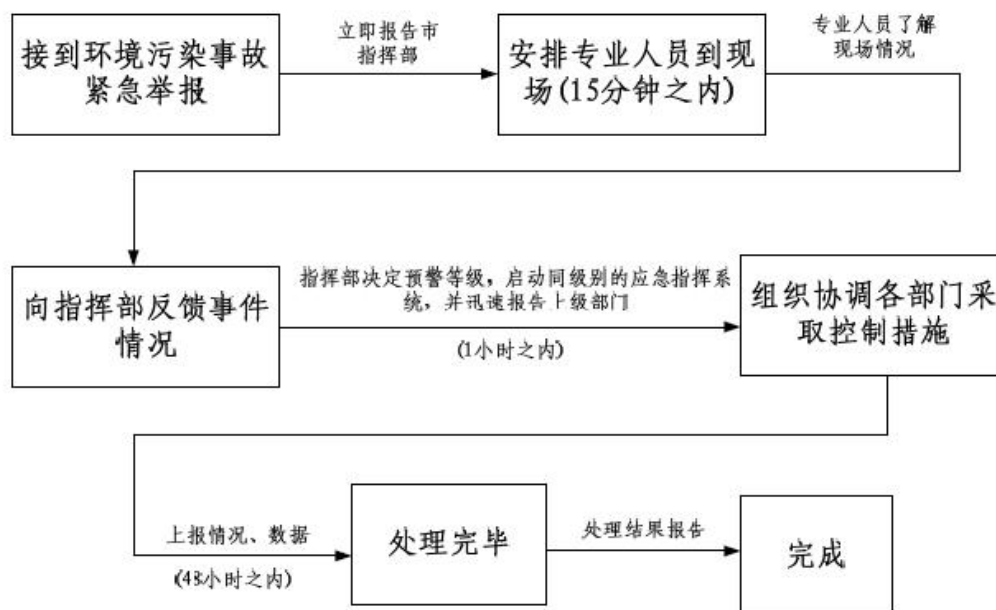 接到环境污染事故
紧急举报
立即报告市
指挥部
安排专业人员到现
场(15分钟之内)
专业人员了解
现场情况
向指挥部反馈事件
情况
指挥部决定预警等级，启动同级别的应急指挥系
统，并迅速报告上级部门
(1小时之内)
组织协调各部门采
取控制措施
上报情况、数据
(48小时之内)
处理完毕
处理结果报告
完成